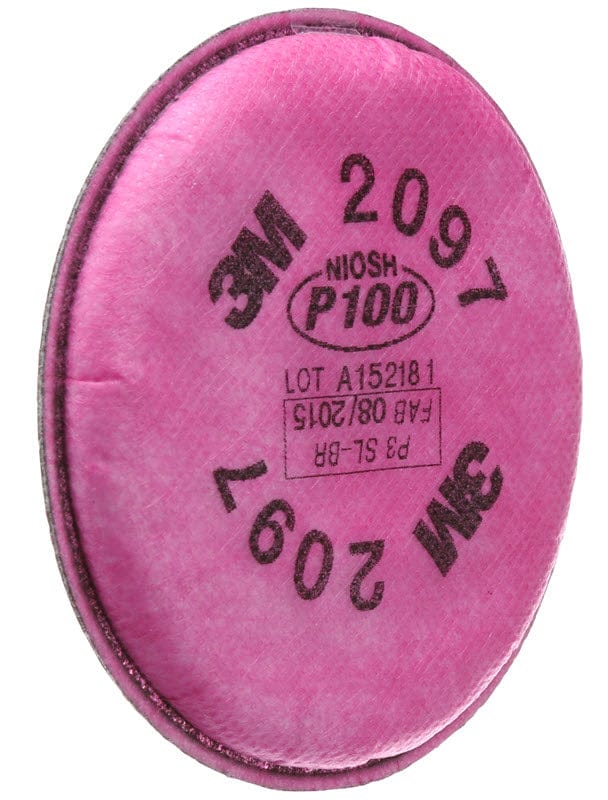 3M 2097
NIOSH
P100
LOT A152181
FAB 08/2015
P3 SL-BR
3M 2097